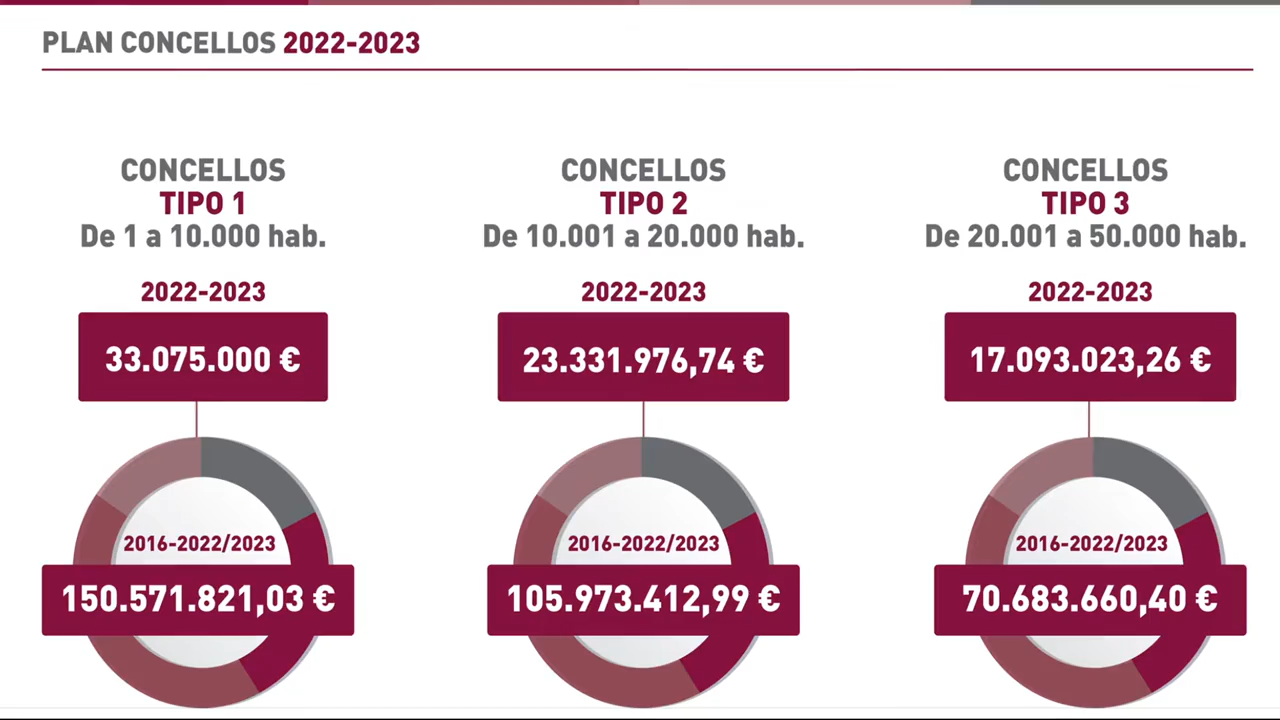 PLAN CONCELLOS 2022-2023
CONCELLOS
TIPO 1
De 1 a 10.000 hab.
2022-2023
33.075.000 €
2016-2022/2023
150.571.821,03 €
CONCELLOS
TIPO 2
De 10.001 a 20.000 hab.
2022-2023
23.331.976,74 €
2016-2022/2023
105.973.412,99 €
CONCELLOS
TIPO 3
De 20.001 a 50.000 hab.
2022-2023
17.093.023,26 €
2016-2022/2023
70.683.660,40 €